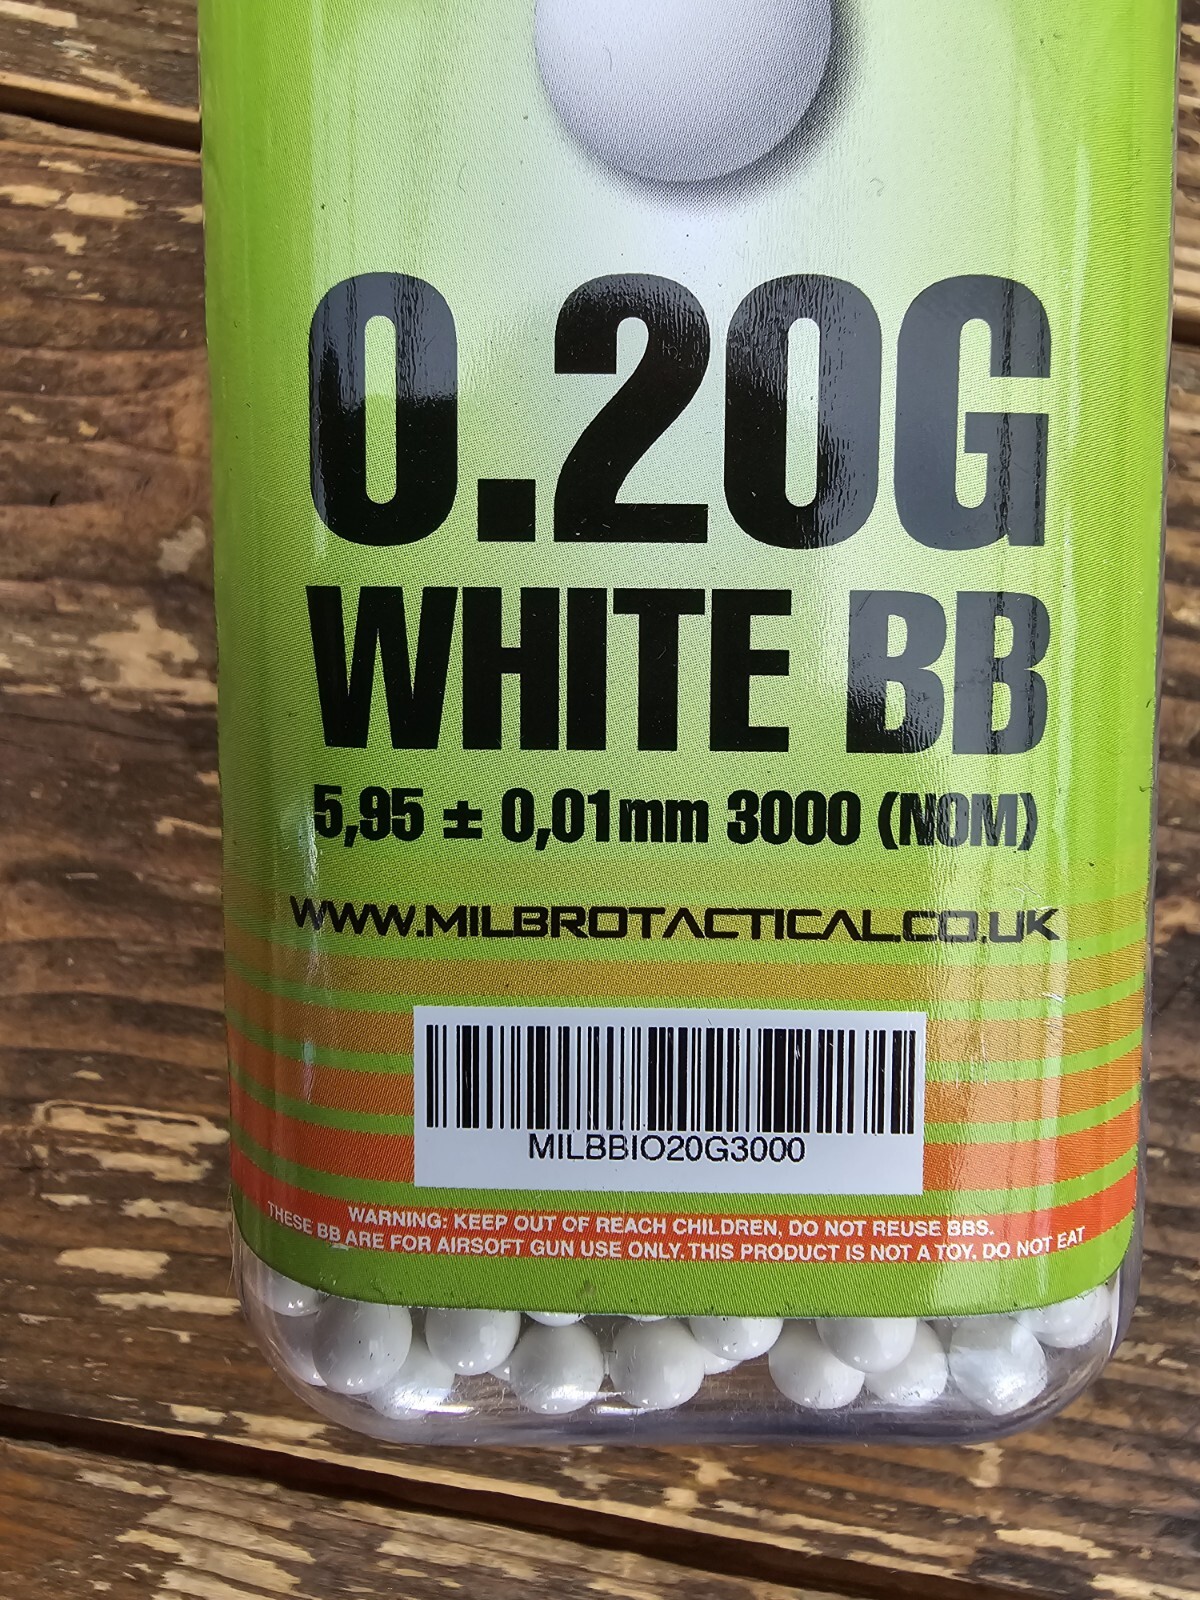 0.20G
WHITE BB
5,95 ± 0,01mm 3000 (NOM)
WWW.MILBROTACTICAL.CO.UK
MILBBIO20G3000
WARNING: KEEP OUT OF REACH CHILDREN, DO NOT REUSE BBS.
THESE BB ARE FOR AIRSOFT GUN USE ONLY. THIS PRODUCT IS NOT A TOY. DO NOT EAT